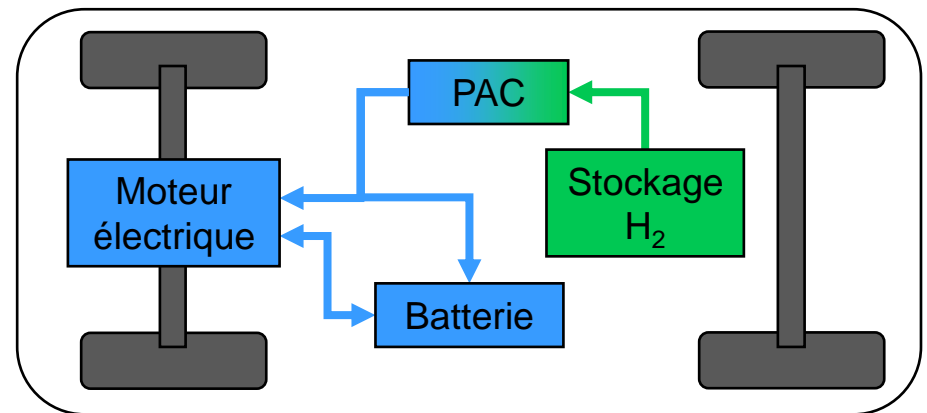 PAC
Moteur
électrique
Stockage
H₂
Batterie